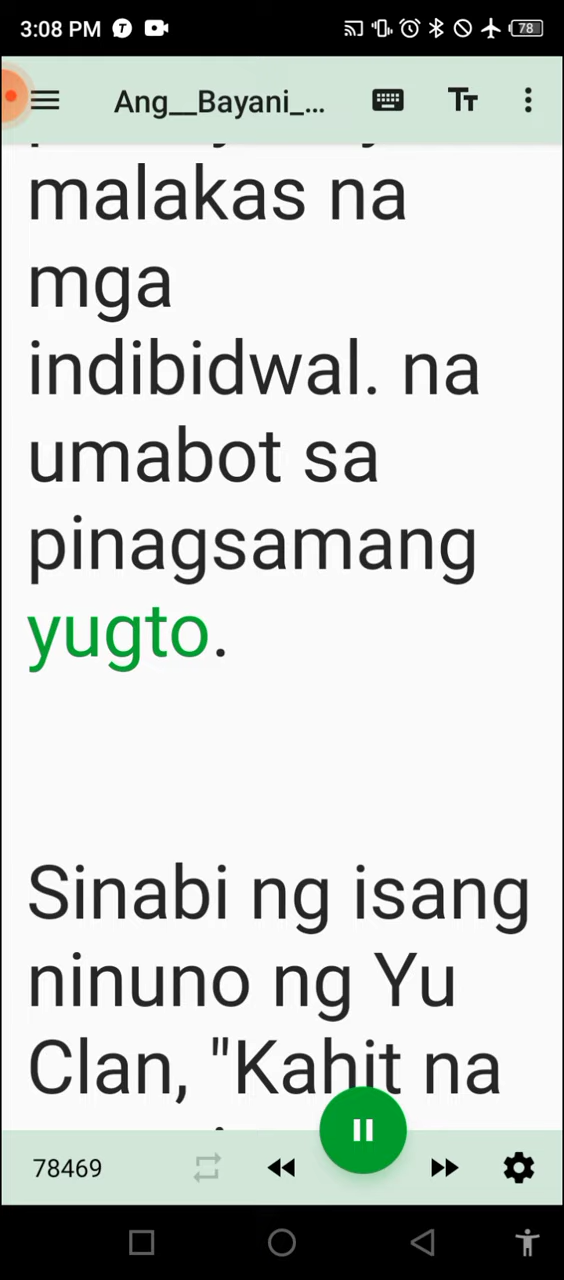 3:08 PM
78
Ang__Bayani_...
malakas na
mga
indibidwal. na
umabot sa
pinagsamang
yugto.
Sinabi ng isang
ninuno ng Yu
Clan, "Kahit na
78469